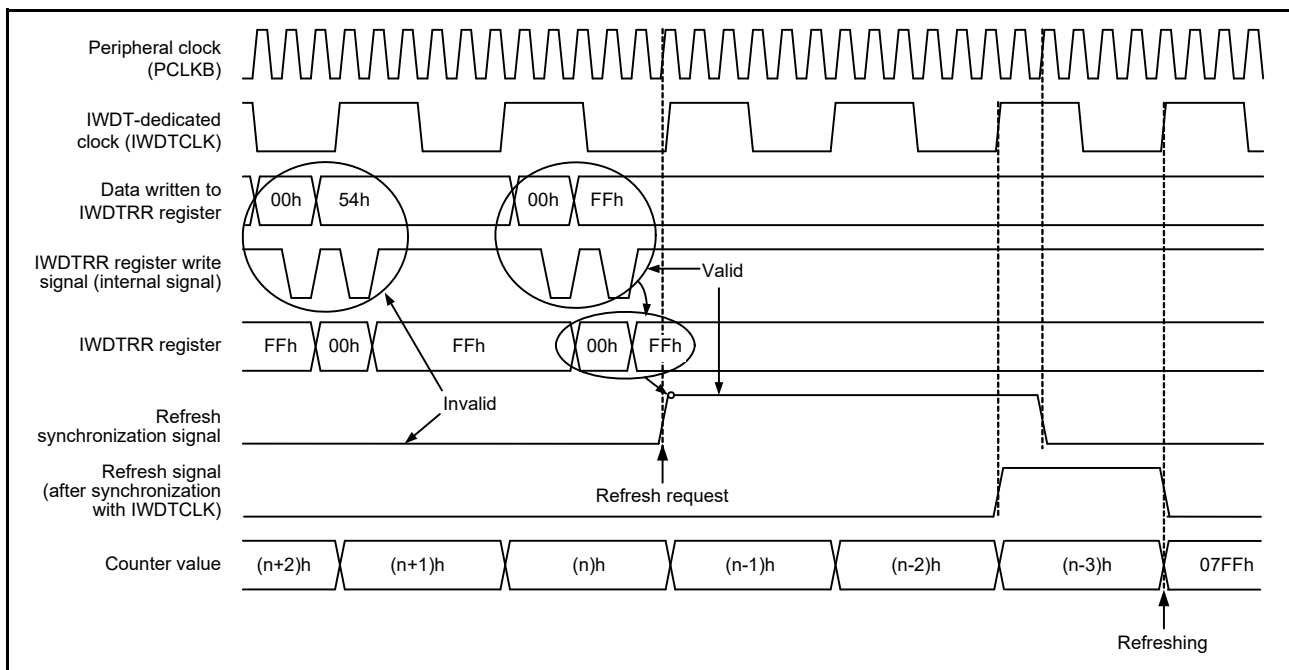 Peripheral clock
(PCLKB)
IWDT-dedicated
clock (IWDTCLK)
Data written to
IWDTRR register
00h
54h
00h
FFh
IWDTRR register write
signal (internal signal)
Valid
IWDTRR register
FFh
00h
FFh
00h
FFh
Invalid
Refresh
synchronization signal
Refresh signal
(after synchronization
with IWDTCLK)
Refresh request
Counter value
(n+2)h
(n+1)h
(n)h
(n-1)h
(n-2)h
(n-3)h
07FFh
Refreshing